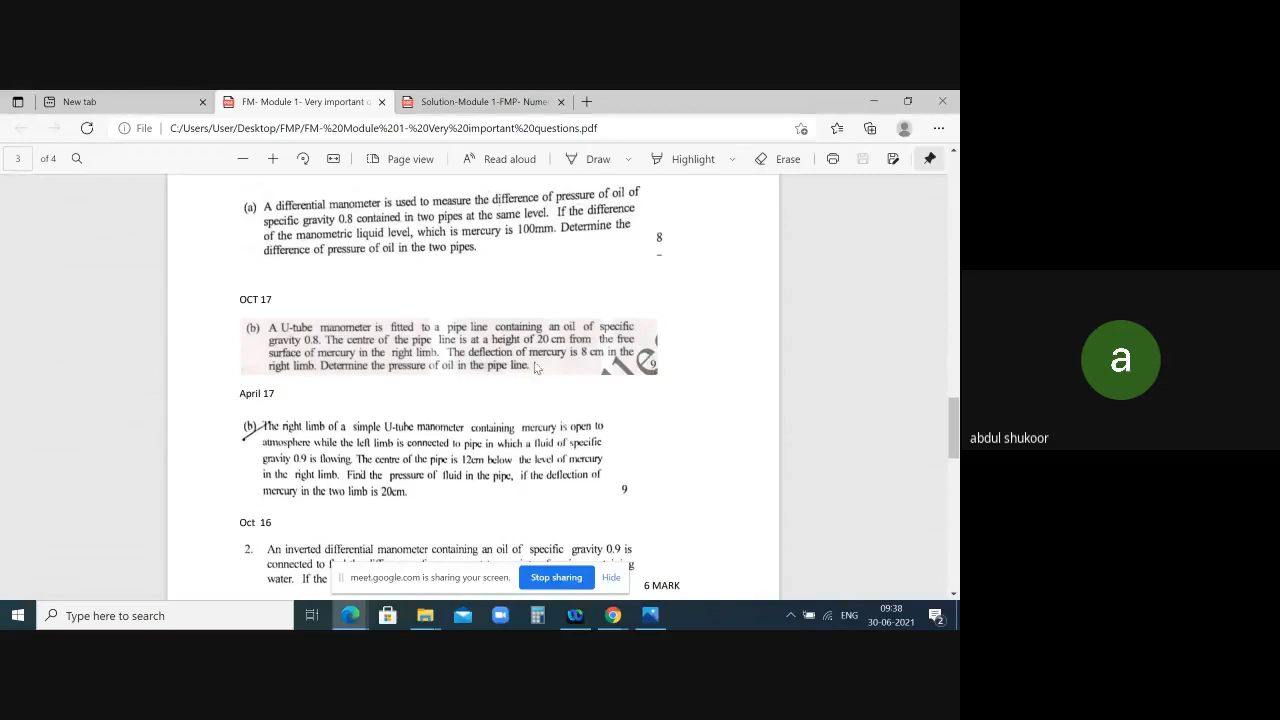 New tab
FM- Module 1- Very important
Solution-Module 1-FMP- Nume
File
C:/Users/User/Desktop/FMP/FM-%20Module%201-%20Very%20important%20questions.pdf
3 of 4
Page view
Read aloud
Draw
Highlight
Erase
(a) A differential manometer is used to measure the difference of pressure of oil of
specific gravity 0.8 contained in two pipes at the same level. If the difference
of the manometric liquid level, which is mercury is 100mm. Determine the
difference of pressure of oil in the two pipes.
8
OCT 17
(b) A U-tube manometer is fitted to a pipe line containing an oil of specific
gravity 0.8. The centre of the pipe line is at a height of 20 cm from the free
surface of mercury in the right limb. The deflection of mercury is 8 cm in the
right limb. Determine the pressure of oil in the pipe line.
9
April 17
(b) The right limb of a simple U-tube manometer containing mercury is open to
atmosphere while the left limb is connected to pipe in which a fluid of specific
gravity 0.9 is flowing. The centre of the pipe is 12cm below the level of mercury
in the right limb. Find the pressure of fluid in the pipe, if the deflection of
mercury in the two limb is 20cm.
9
Oct 16
2. An inverted differential manometer containing an oil of specific gravity 0.9 is
connected to
water. If the
6 MARK
meet.google.com is sharing your screen.
Stop sharing
Hide
a
abdul shukoor
Type here to search
ENG
09:38
30-06-2021
2